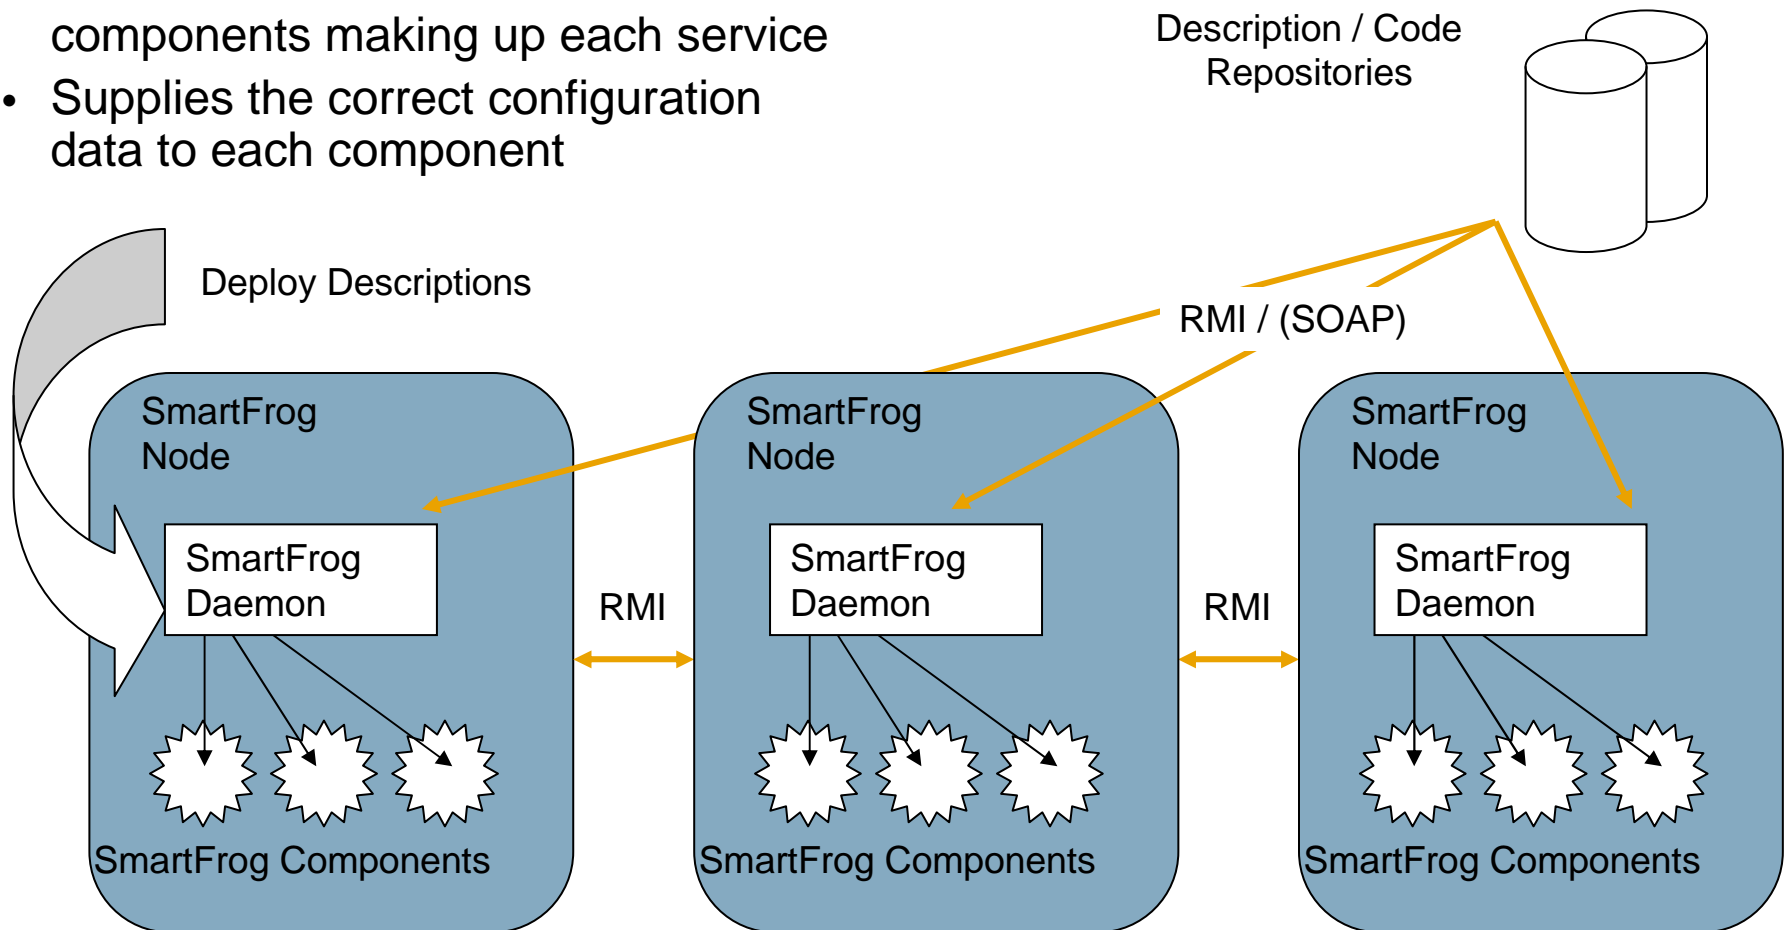 components making up each service
• Supplies the correct configuration
data to each component
Description / Code
Repositories
Deploy Descriptions
RMI / (SOAP)
SmartFrog
Node
SmartFrog
Daemon
SmartFrog Components
RMI
SmartFrog
Node
SmartFrog
Daemon
SmartFrog Components
RMI
SmartFrog
Node
SmartFrog
Daemon
SmartFrog Components